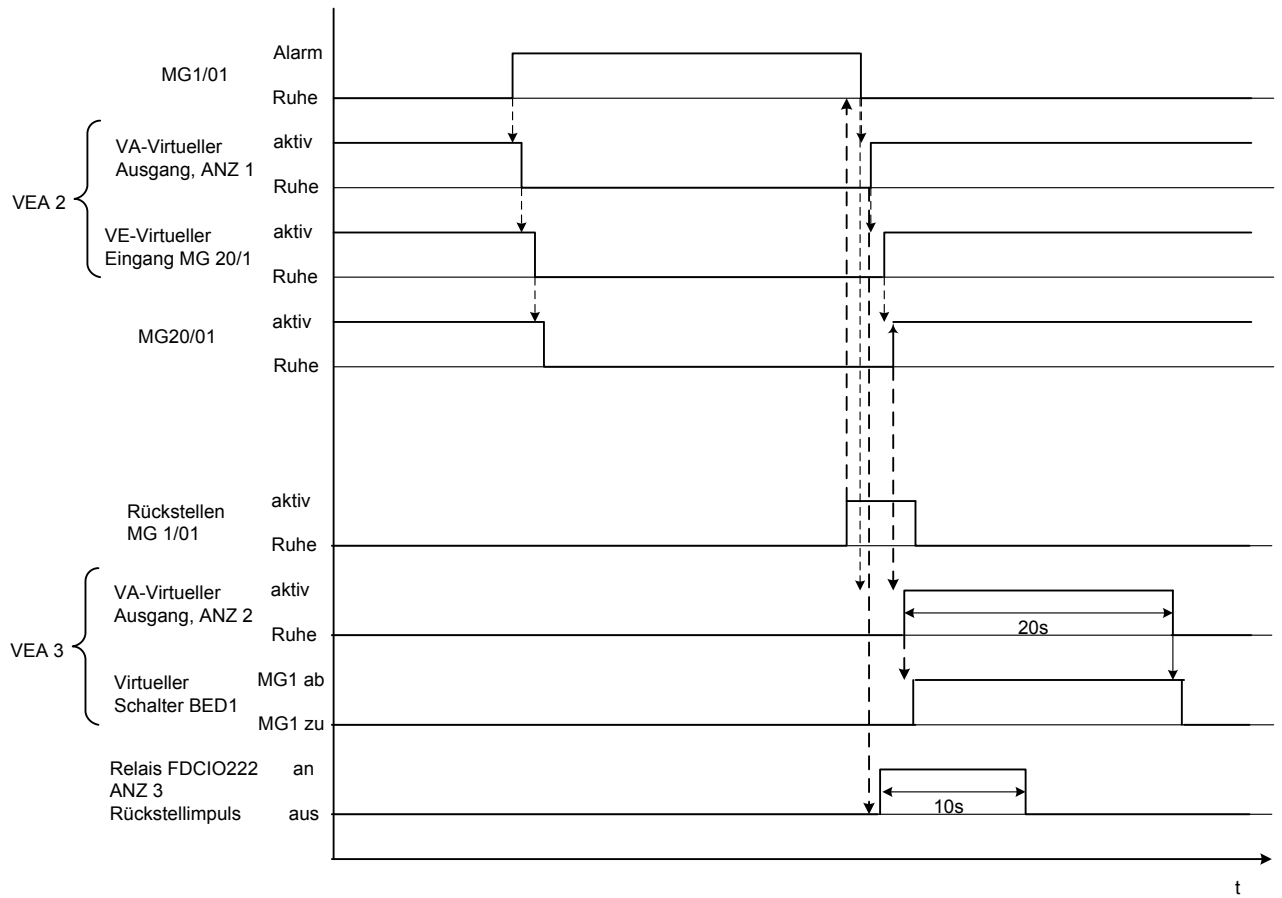 Alarm
MG1/01
Ruhe
aktiv
VA-Virtueller
Ausgang, ANZ 1
Ruhe
VEA 2
aktiv
VE-Virtueller
Eingang MG 20/1
Ruhe
aktiv
MG20/01
Ruhe
aktiv
Rückstellen
MG 1/01
Ruhe
aktiv
VA-Virtueller
Ausgang, ANZ 2
Ruhe
20s
VEA 3
MG1 ab
Virtueller
Schalter BED1
MG1 zu
Relais FDCIO222 an
ANZ 3
Rückstellimpuls aus
10s
t